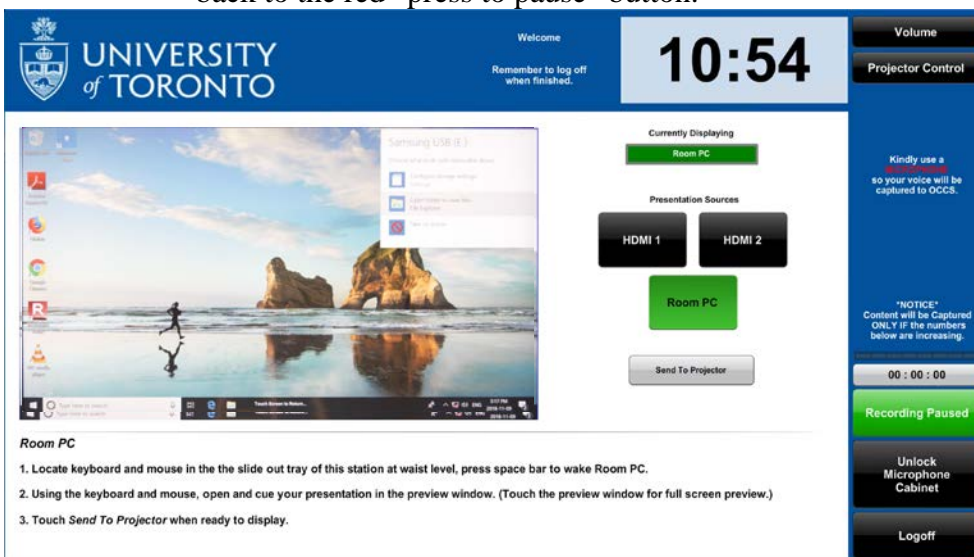 back to the red "press to pause" button.
UNIVERSITY
of TORONTO
Welcome
Remember to log off
when finished.
10:54
Volume
Projector Control
Samsung USB (E:)
Currently Displaying
Room PC
Presentation Sources
HDMI 1
HDMI 2
Room PC
Send To Projector
Kindly use a
so your voice will be
captured to OCCS.
*NOTICE*
Content will be Captured
ONLY IF the numbers
below are increasing.
00 : 00 : 00
Recording Paused
Unlock
Microphone
Cabinet
Logoff
Room PC
1. Locate keyboard and mouse in the the slide out tray of this station at waist level, press space bar to wake Room PC.
2. Using the keyboard and mouse, open and cue your presentation in the preview window. (Touch the preview window for full screen preview.)
3. Touch Send To Projector when ready to display.